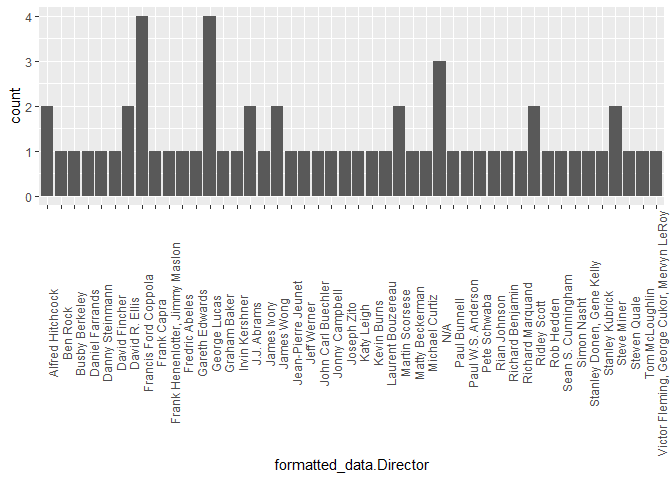 4
3
2
1
0
count
Alfred Hitchcock
Ben Rock
Busby Berkeley
Daniel Farrands
Danny Steinmann
David Fincher
David R. Ellis
Francis Ford Coppola
Frank Capra
Frank Henenlotter, Jimmy Maslon
Fredric Abeles
Gareth Edwards
George Lucas
Graham Baker
Irvin Kershner
J.J. Abrams
James Ivory
James Wong
Jean-Pierre Jeunet
Jeff Werner
John Carl Buechler
Jonny Campbell
Joseph Zito
Katy Leigh
Kevin Burns
Laurent Bouzereau
Martin Scorsese
Matty Beckerman
Michael Curtiz
N/A
Paul Bunnell
Paul W.S. Anderson
Pete Schwaba
Rian Johnson
Richard Benjamin
Richard Marquand
Ridley Scott
Rob Hedden
Sean S. Cunningham
Simon Nasht
Stanley Donen, Gene Kelly
Stanley Kubrick
Steve Miner
Steven Quale
Tom McLoughlin
Victor Fleming, George Cukor, Mervyn LeRoy
formatted_data.Director